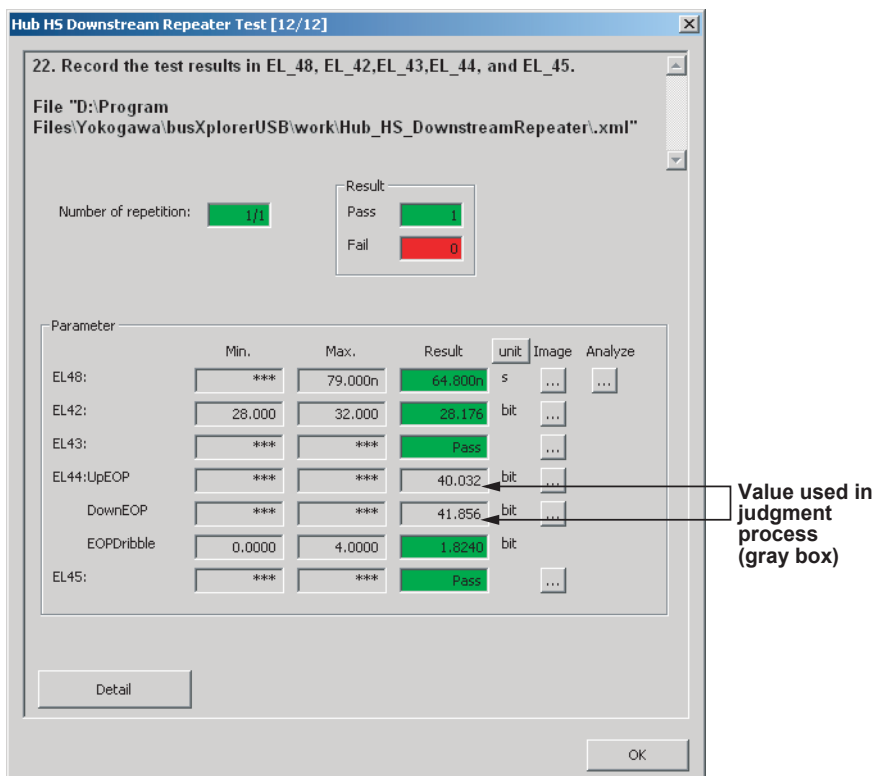 Hub HS Downstream Repeater Test [12/12]
22. Record the test results in EL_48, EL_42,EL_43,EL_44, and EL_45.
File "D:\Program
Files\Yokogawa\busXplorerUSB\work\Hub_HS_DownstreamRepeater\.xml"
Number of repetition: 1/1
Result
Pass 1
Fail 0
Parameter
Min. Max. Result unit Image Analyze
EL48: *** 79.000n 64.800n s ... ...
EL42: 28.000 32.000 28.176 bit ...
EL43: *** *** Pass ...
EL44:UpEOP *** *** 40.032 bit ...
DownEOP *** *** 41.856 bit ...
EOPDribble 0.0000 4.0000 1.8240 bit
EL45: *** *** Pass ...
Value used in
judgment
process
(gray box)
Detail
OK